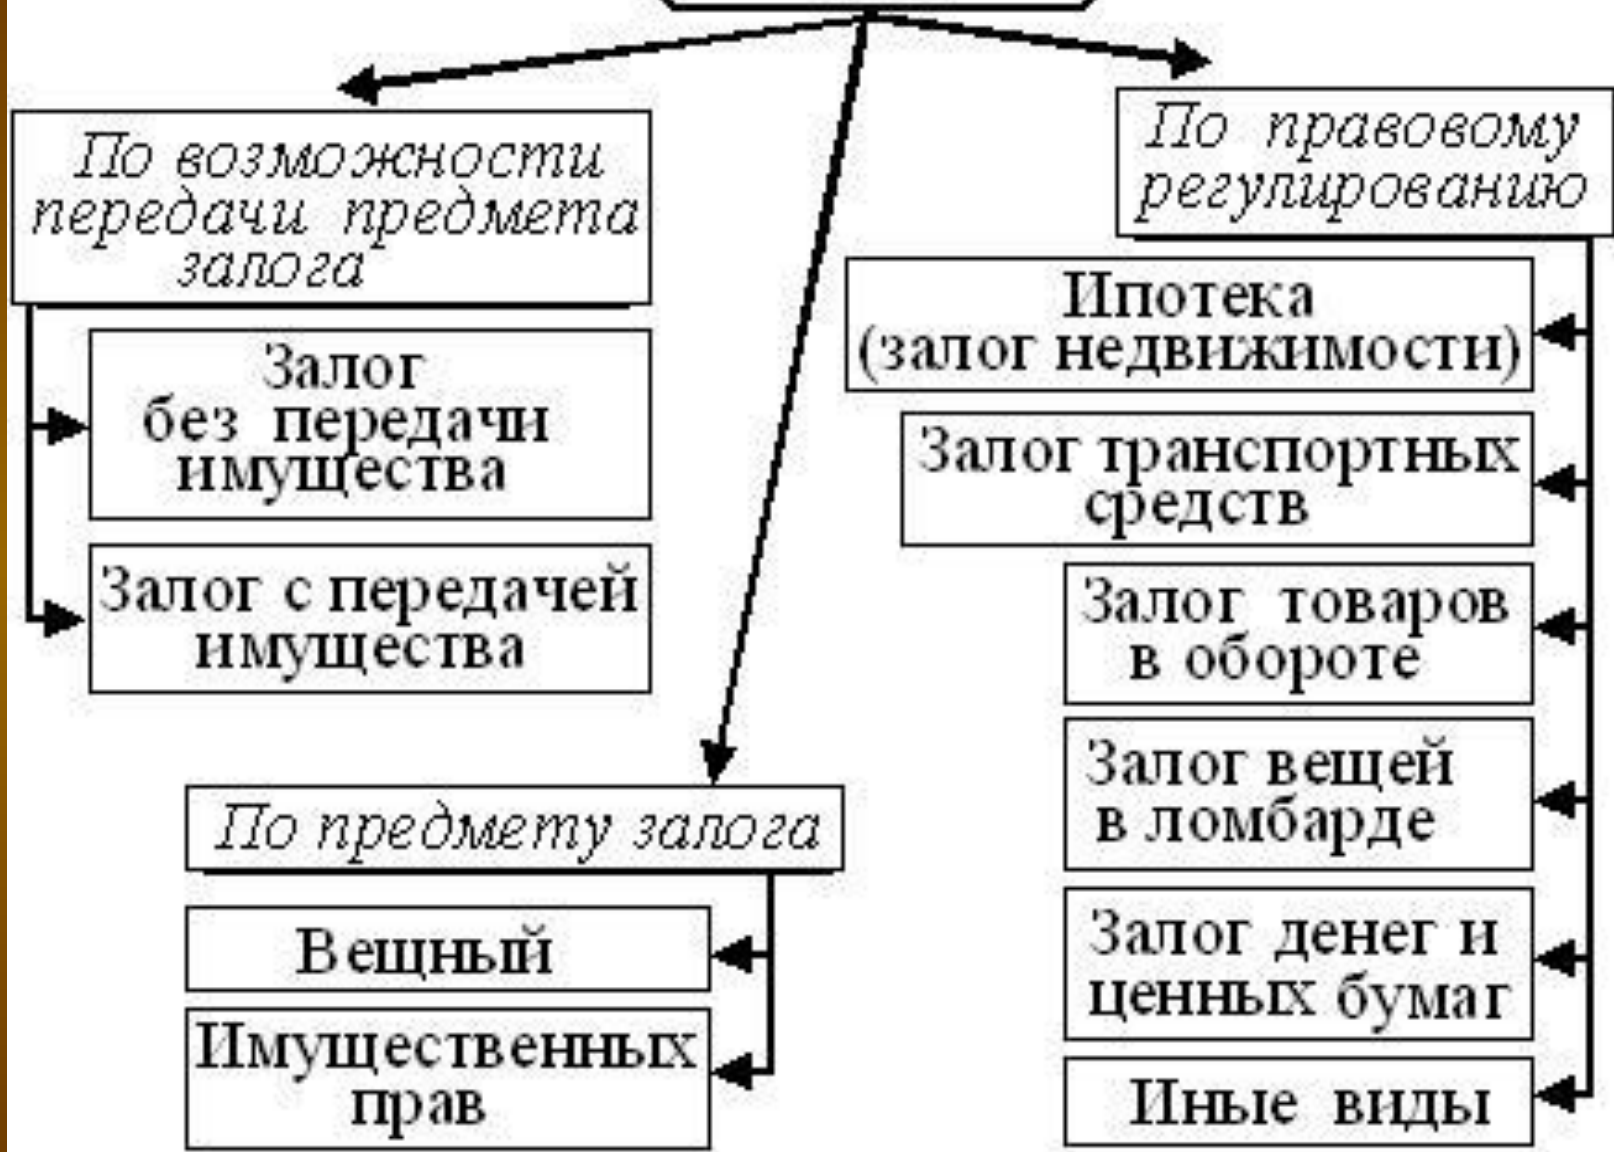 По возможности
передачи предмета
залога
Залог
без передачи
имущества
Залог с передачей
имущества
По предмету залога
Вещный
Имущественных
прав
По правовому
регулированию
Ипотека
(залог недвижимости)
Залог транспортных
средств
Залог товаров
в обороте
Залог вещей
в ломбарде
Залог денег и
ценных бумаг
Иные виды